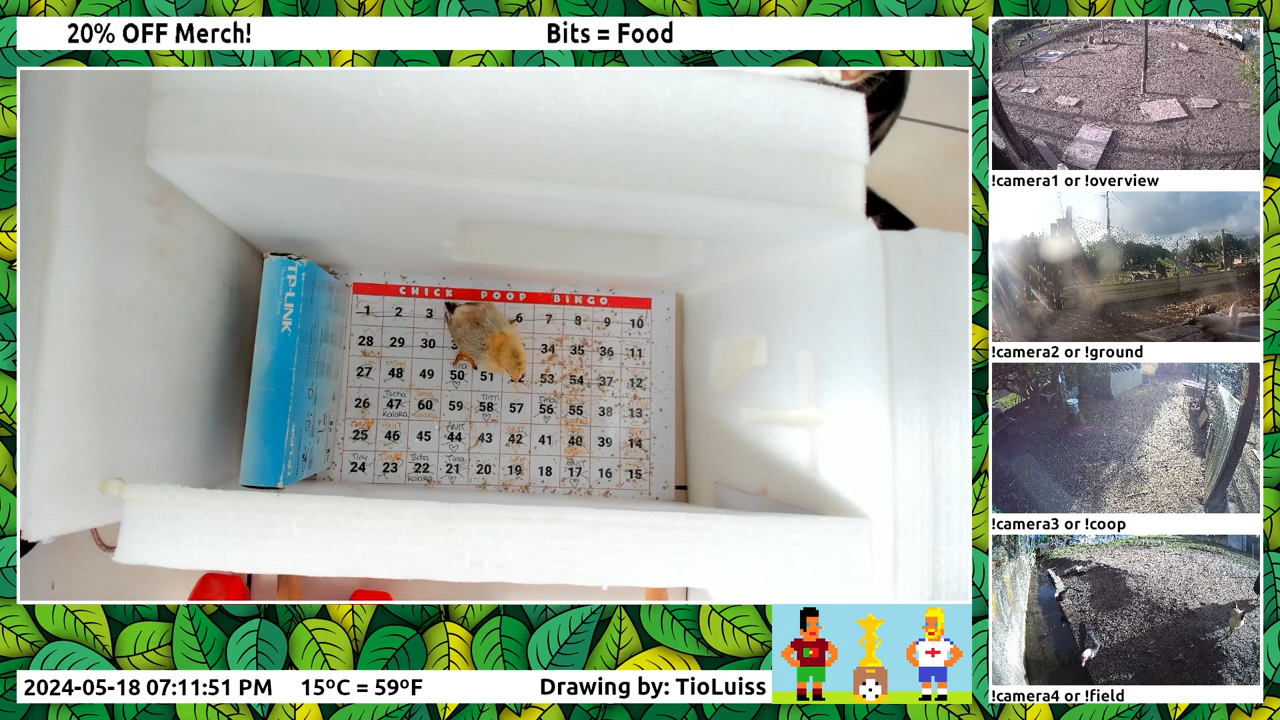 20% OFF Merch!
Bits = Food
TP-LINK
CHICK POOP BINGO
1 2 3 6 7 8 9 10
28 29 30 34 35 36 11
27 48 49 50 51 53 54 37 12
26 47 60 59 58 57 56 55 38 13
25 46 45 44 43 42 41 40 39 14
24 23 22 21 20 19 18 17 16 15
!camera1 or !overview
!camera2 or !ground
!camera3 or !coop
!camera4 or !field
2024-05-18 07:11:51 PM
15ºC = 59ºF
Drawing by: TioLuiss